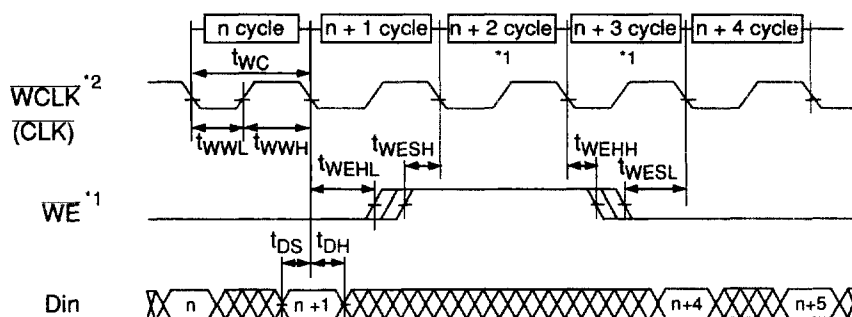 n cycle n + 1 cycle n + 2 cycle n + 3 cycle n + 4 cycle
*1 *1
tWC
WCLK*2
(CLK)
tWWL tWWH
tWEHL tWESH tWEHH tWESL
WE*1
tDS tDH
Din n n +1 n+4 n+5